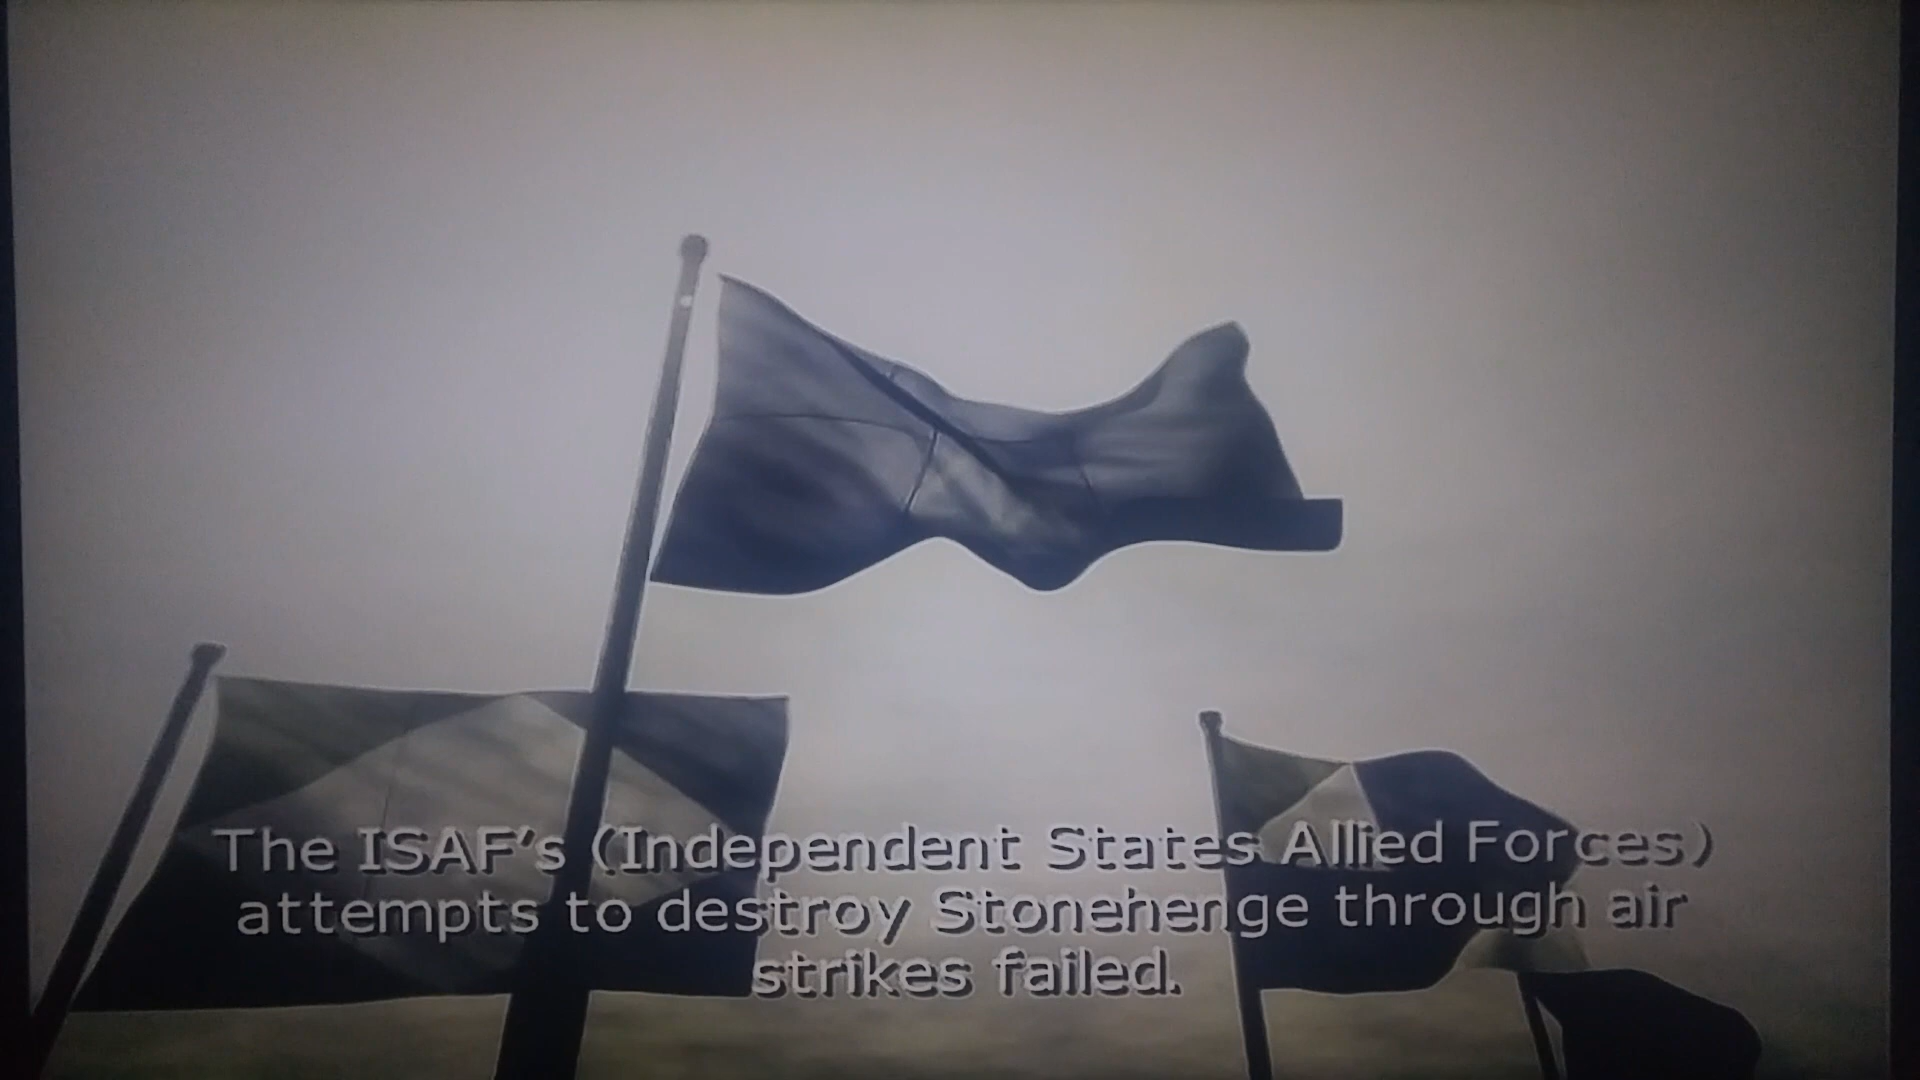 The ISAF's (Independent States Allied Forces)
attempts to destroy Stonehenge through air
strikes failed.